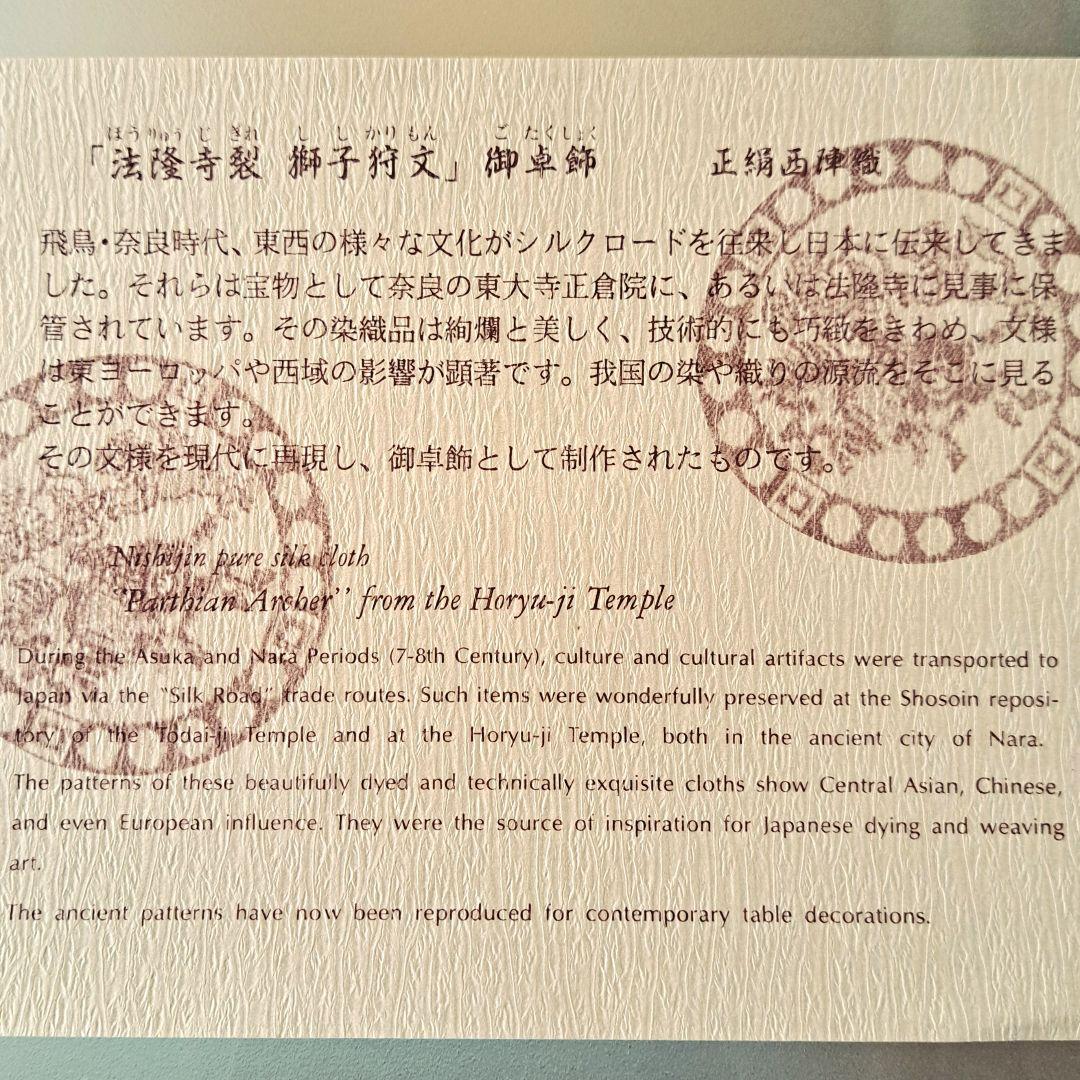 ほうりゅうじぎれ ししかりもん ごたくしょく
「法隆寺裂 獅子狩文」御卓飾 正絹西陣織
飛鳥・奈良時代、東西の様々な文化がシルクロードを往来し日本に伝来してきま
した。それらは宝物として奈良の東大寺正倉院に、あるいは法隆寺に見事に保
管されています。その染織品は絢爛と美しく、技術的にも巧緻をきわめ、文様
は東ヨーロッパや西域の影響が顕著です。我国の染や織りの源流をそこに見る
ことができます。
その文様を現代に再現し、御卓飾として制作されたものです。
Nishijin pure silk cloth
"Parthian Archer" from the Horyu-ji Temple
During the Asuka and Nara Periods (7-8th Century), culture and cultural artifacts were transported to
Japan via the "Silk Road," trade routes. Such items were wonderfully preserved at the Shosoin reposi-
tory of the Todai-ji Temple and at the Horyu-ji Temple, both in the ancient city of Nara.
The patterns of these beautifully dyed and technically exquisite cloths show Central Asian, Chinese,
and even European influence. They were the source of inspiration for Japanese dying and weaving
art.
The ancient patterns have now been reproduced for contemporary table decorations.